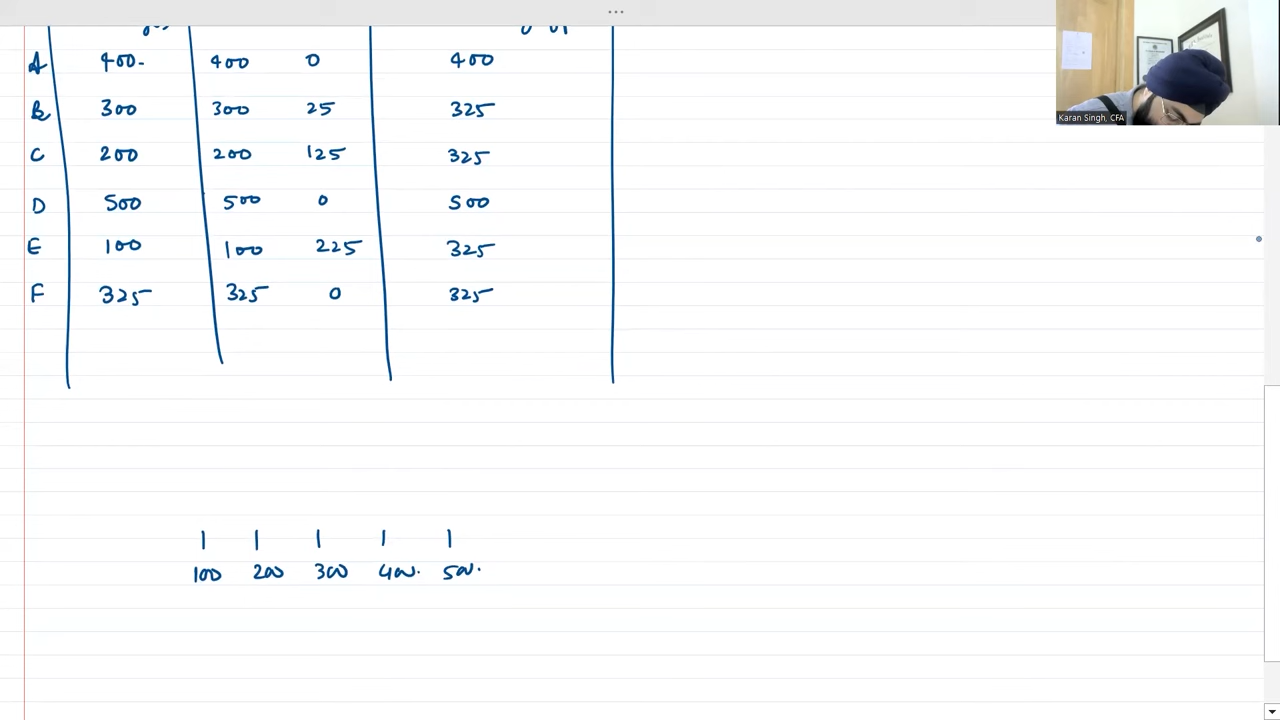 Karan Singh, CFA
A 400- 400 0 400
B 300 300 25 325
C 200 200 125 325
D 500 500 0 500
E 100 100 225 325
F 325 325 0 325
100 200 300 400. 500.